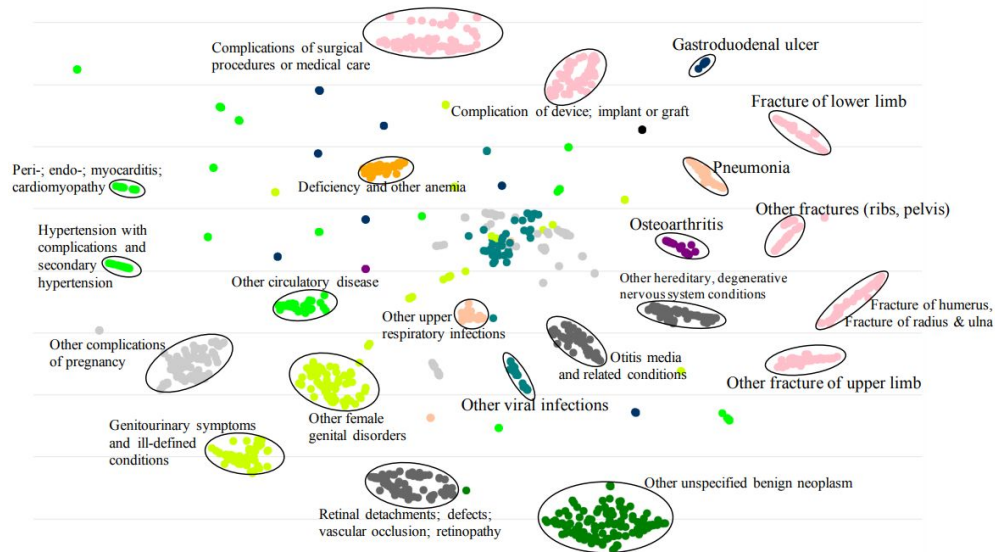 Complications of surgical
procedures or medical care
Gastroduodenal ulcer
Complication of device; implant or graft
Fracture of lower limb
Peri-; endo-; myocarditis;
cardiomyopathy
Deficiency and other anemia
Pneumonia
Other fractures (ribs, pelvis)
Osteoarthritis
Hypertension with
complications and
secondary
hypertension
Other circulatory disease
Other hereditary, degenerative
nervous system conditions
Other upper
respiratory infections
Fracture of humerus,
Fracture of radius & ulna
Other complications
of pregnancy
Otitis media
and related conditions
Other fracture of upper limb
Other viral infections
Other female
genital disorders
Genitourinary symptoms
and ill-defined
conditions
Other unspecified benign neoplasm
Retinal detachments; defects;
vascular occlusion; retinopathy